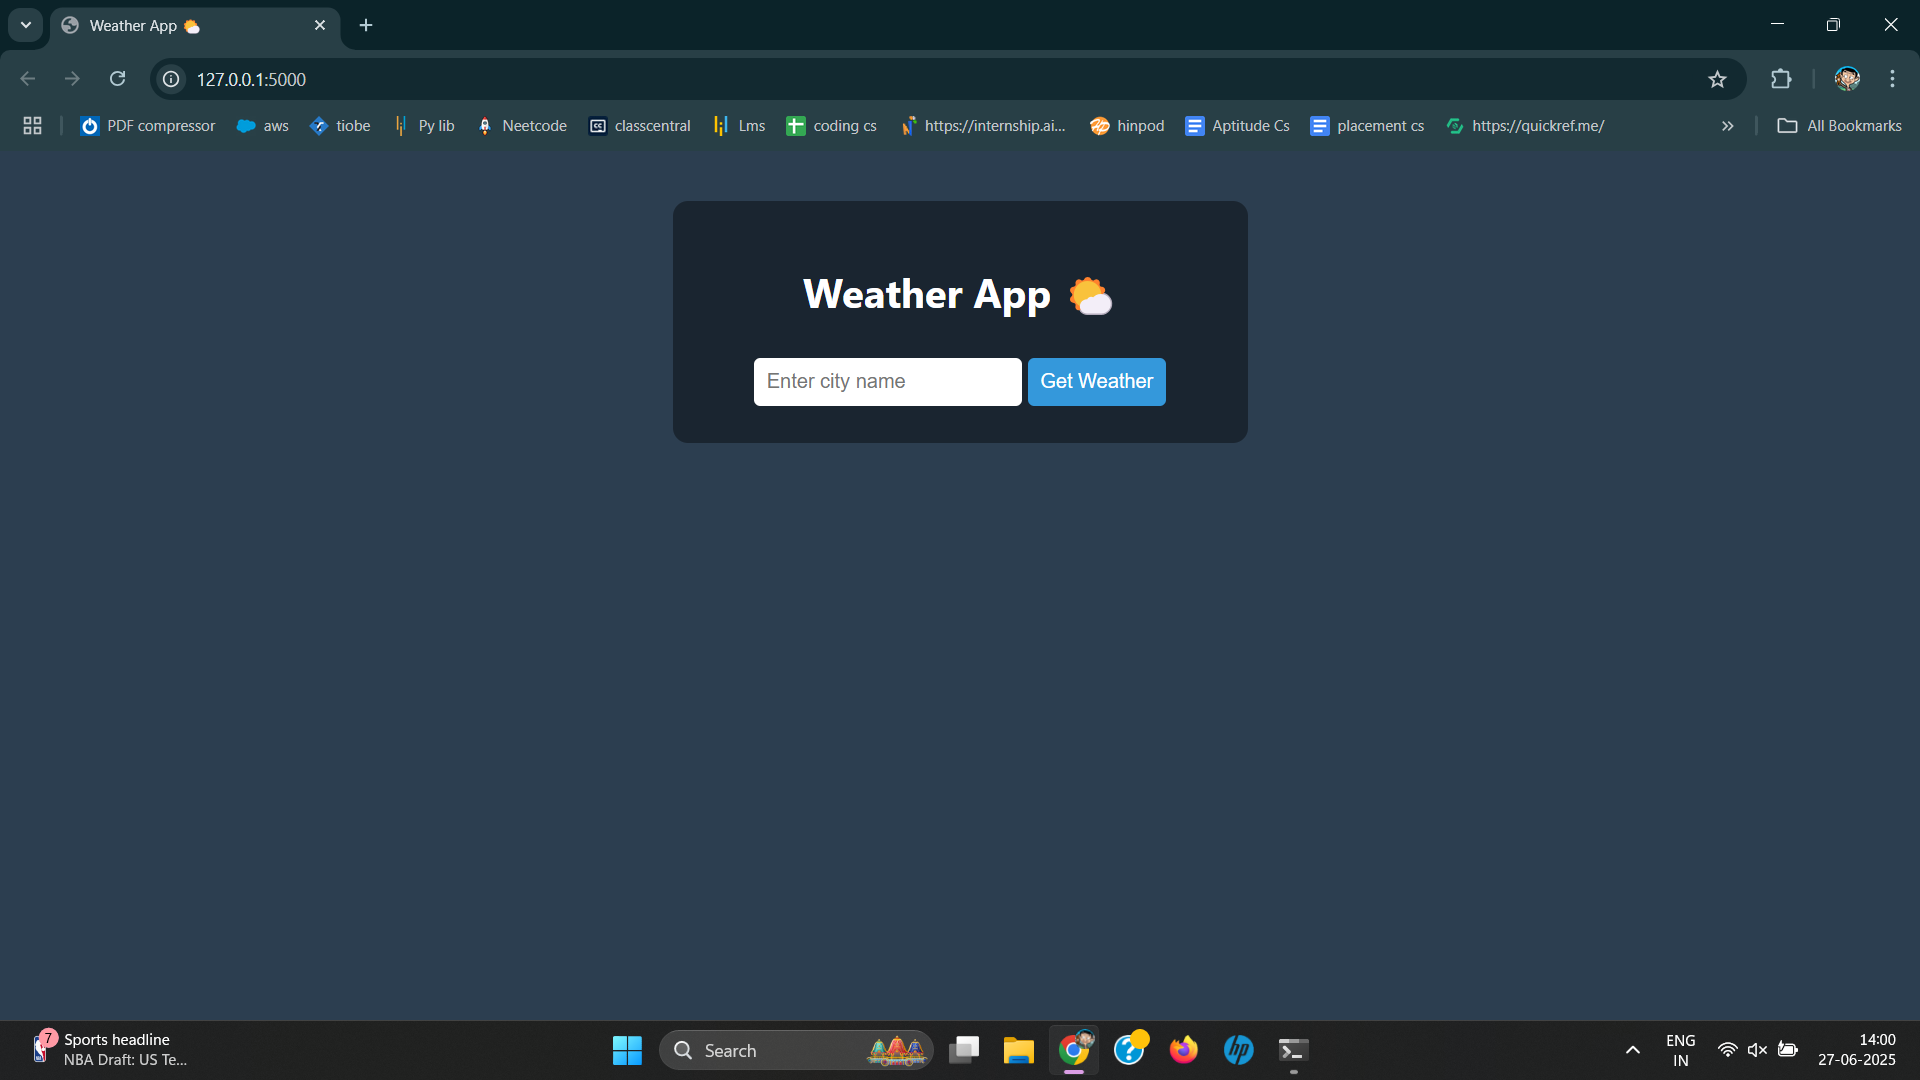 Weather App
127.0.0.1:5000
PDF compressor aws tiobe Py lib Neetcode classcentral Lms coding cs https://internship.ai... hinpod Aptitude Cs placement cs https://quickref.me/ All Bookmarks
Weather App
Enter city name Get Weather
7 Sports headline
NBA Draft: US Te...
Search
ENG
IN
14:00
27-06-2025